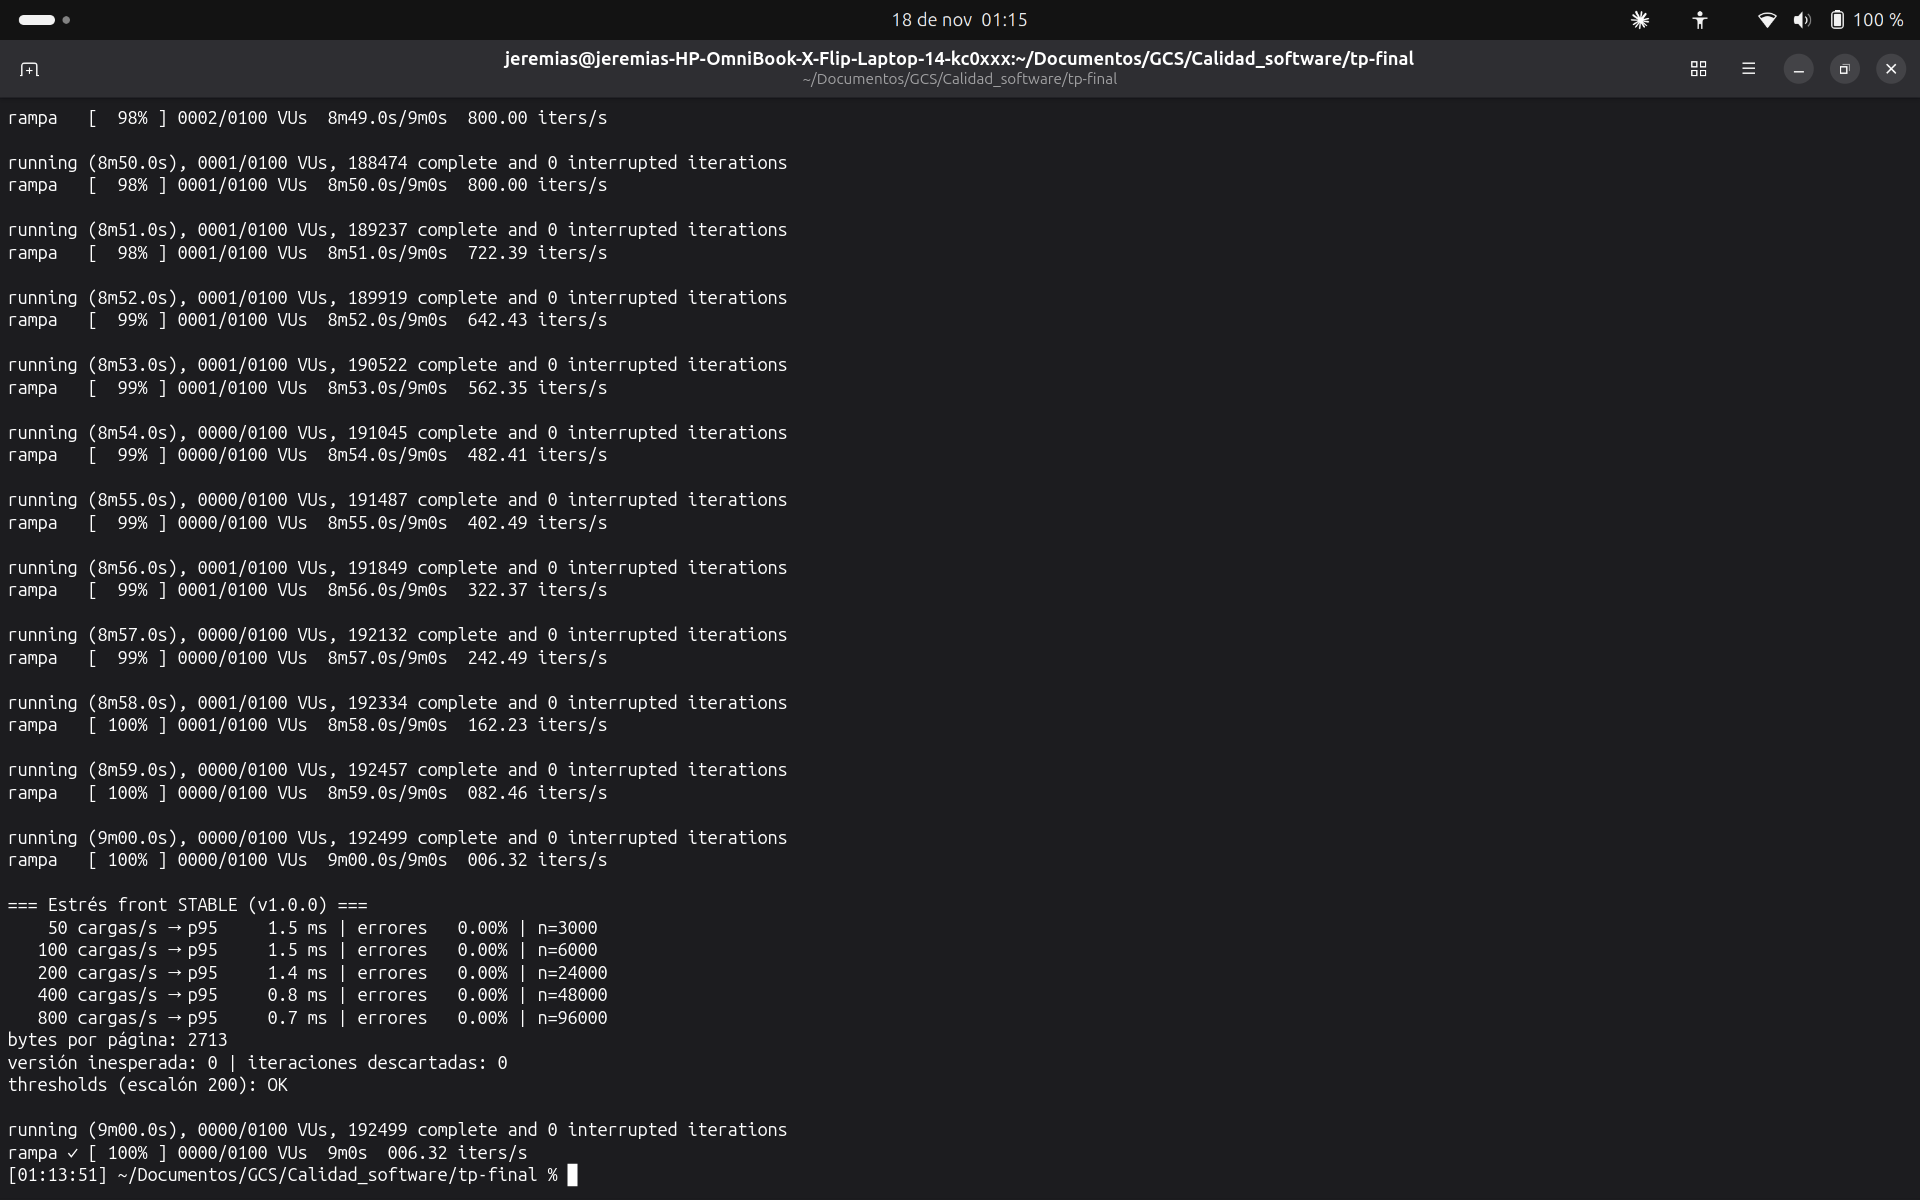 18 de nov 01:15
100 %
jeremias@jeremias-HP-OmniBook-X-Flip-Laptop-14-kc0xxx:~/Documentos/GCS/Calidad_software/tp-final
~/Documentos/GCS/Calidad_software/tp-final
rampa   [  98% ] 0002/0100 VUs  8m49.0s/9m0s  800.00 iters/s
running (8m50.0s), 0001/0100 VUs, 188474 complete and 0 interrupted iterations
rampa   [  98% ] 0001/0100 VUs  8m50.0s/9m0s  800.00 iters/s
running (8m51.0s), 0001/0100 VUs, 189237 complete and 0 interrupted iterations
rampa   [  98% ] 0001/0100 VUs  8m51.0s/9m0s  722.39 iters/s
running (8m52.0s), 0001/0100 VUs, 189919 complete and 0 interrupted iterations
rampa   [  99% ] 0001/0100 VUs  8m52.0s/9m0s  642.43 iters/s
running (8m53.0s), 0001/0100 VUs, 190522 complete and 0 interrupted iterations
rampa   [  99% ] 0001/0100 VUs  8m53.0s/9m0s  562.35 iters/s
running (8m54.0s), 0000/0100 VUs, 191045 complete and 0 interrupted iterations
rampa   [  99% ] 0000/0100 VUs  8m54.0s/9m0s  482.41 iters/s
running (8m55.0s), 0000/0100 VUs, 191487 complete and 0 interrupted iterations
rampa   [  99% ] 0000/0100 VUs  8m55.0s/9m0s  402.49 iters/s
running (8m56.0s), 0001/0100 VUs, 191849 complete and 0 interrupted iterations
rampa   [  99% ] 0001/0100 VUs  8m56.0s/9m0s  322.37 iters/s
running (8m57.0s), 0000/0100 VUs, 192132 complete and 0 interrupted iterations
rampa   [  99% ] 0000/0100 VUs  8m57.0s/9m0s  242.49 iters/s
running (8m58.0s), 0001/0100 VUs, 192334 complete and 0 interrupted iterations
rampa   [ 100% ] 0001/0100 VUs  8m58.0s/9m0s  162.23 iters/s
running (8m59.0s), 0000/0100 VUs, 192457 complete and 0 interrupted iterations
rampa   [ 100% ] 0000/0100 VUs  8m59.0s/9m0s  082.46 iters/s
running (9m00.0s), 0000/0100 VUs, 192499 complete and 0 interrupted iterations
rampa   [ 100% ] 0000/0100 VUs  9m00.0s/9m0s  006.32 iters/s
=== Estrés front STABLE (v1.0.0) ===
50 cargas/s → p95     1.5 ms | errores   0.00% | n=3000
100 cargas/s → p95     1.5 ms | errores   0.00% | n=6000
200 cargas/s → p95     1.4 ms | errores   0.00% | n=24000
400 cargas/s → p95     0.8 ms | errores   0.00% | n=48000
800 cargas/s → p95     0.7 ms | errores   0.00% | n=96000
bytes por página: 2713
versión inesperada: 0 | iteraciones descartadas: 0
thresholds (escalón 200): OK
running (9m00.0s), 0000/0100 VUs, 192499 complete and 0 interrupted iterations
rampa ✓ [ 100% ] 0000/0100 VUs  9m0s  006.32 iters/s
[01:13:51] ~/Documentos/GCS/Calidad_software/tp-final %